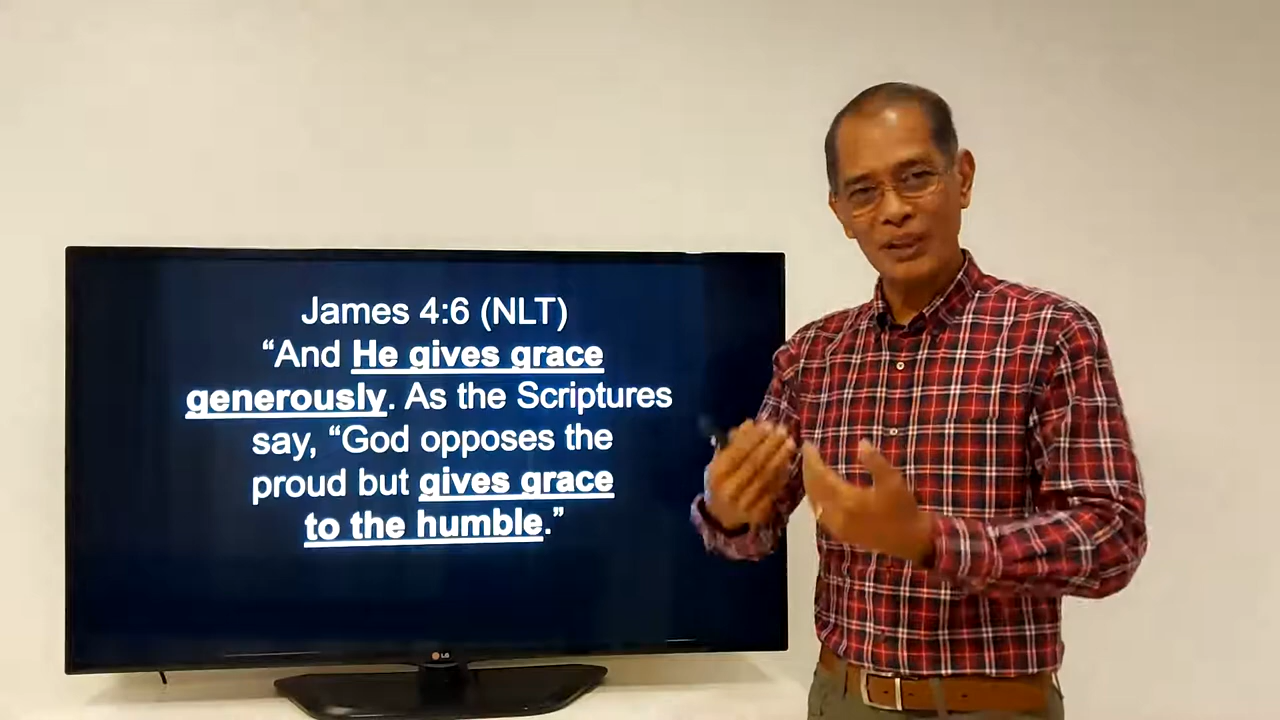 James 4:6 (NLT)
“And He gives grace
generously. As the Scriptures
say, “God opposes the
proud but gives grace
to the humble.”
LG